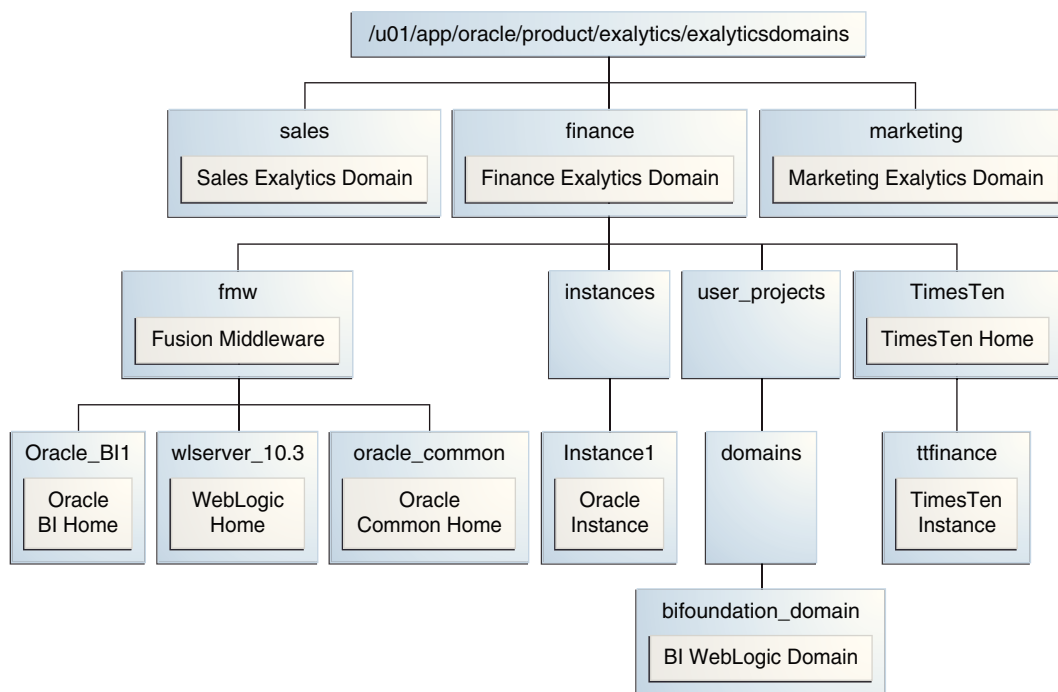 /u01/app/oracle/product/exalytics/exalyticsdomains
sales
Sales Exalytics Domain
finance
Finance Exalytics Domain
marketing
Marketing Exalytics Domain
fmw
Fusion Middleware
instances
user_projects
TimesTen
TimesTen Home
Oracle_BI1
Oracle
BI Home
wlserver_10.3
WebLogic
Home
oracle_common
Oracle
Common Home
Instance1
Oracle
Instance
domains
ttfinance
TimesTen
Instance
bifoundation_domain
BI WebLogic Domain